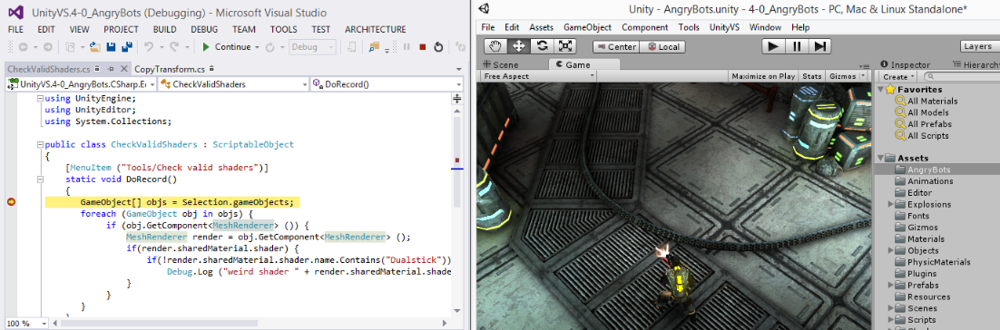 UnityVS.4-0_AngryBots (Debugging) - Microsoft Visual Studio
FILE EDIT VIEW PROJECT BUILD DEBUG TEAM TOOLS TEST ARCHITECTURE
Continue Debug
CheckValidShaders.cs CopyTransform.cs
UnityVS.4-0_AngryBots.CSharp.E CheckValidShaders DoRecord()
using UnityEngine;
using UnityEditor;
using System.Collections;
public class CheckValidShaders : ScriptableObject
{
[MenuItem ("Tools/Check valid shaders")]
static void DoRecord()
{
GameObject[] objs = Selection.gameObjects;
foreach (GameObject obj in objs) {
if (obj.GetComponent<MeshRenderer> ()) {
MeshRenderer render = obj.GetComponent<MeshRenderer> ();
if(render.sharedMaterial.shader) {
if(!render.sharedMaterial.shader.name.Contains("Dualstick"))
Debug.Log ("weird shader " + render.sharedMaterial.shade
}
}
}
100 %
Unity - AngryBots.unity - 4-0_AngryBots - PC, Mac & Linux Standalone*
File Edit Assets GameObject Component Tools UnityVS Window Help
Center Local Layers
Scene Game
Free Aspect Maximize on Play Stats Gizmos
Inspector Hierarchy
Create
Favorites
All Materials
All Models
All Prefabs
All Scripts
Assets
AngryBots
Animations
Editor
Explosions
Fonts
Gizmos
Materials
Objects
PhysicMaterials
Plugins
Prefabs
Resources
Scenes
Scripts